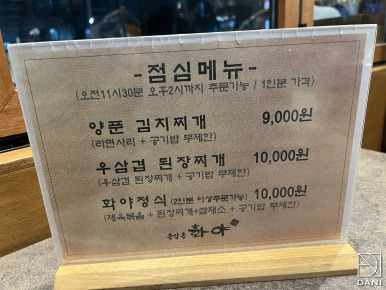 -점심메뉴-
(오전11시30분 오후2시까지 주문가능 / 1인분 가격)
양푼 김치찌개 9,000원
(라면사리 + 공기밥 무제한)
우삼겹 된장찌개 10,000원
(우삼겹 된장찌개 + 공기밥 무제한)
화야정식 (2인분 이상주문가능) 10,000원
(제육볶음 + 된장찌개+쌈채소 + 공기밥 무제한)
화야
DANI